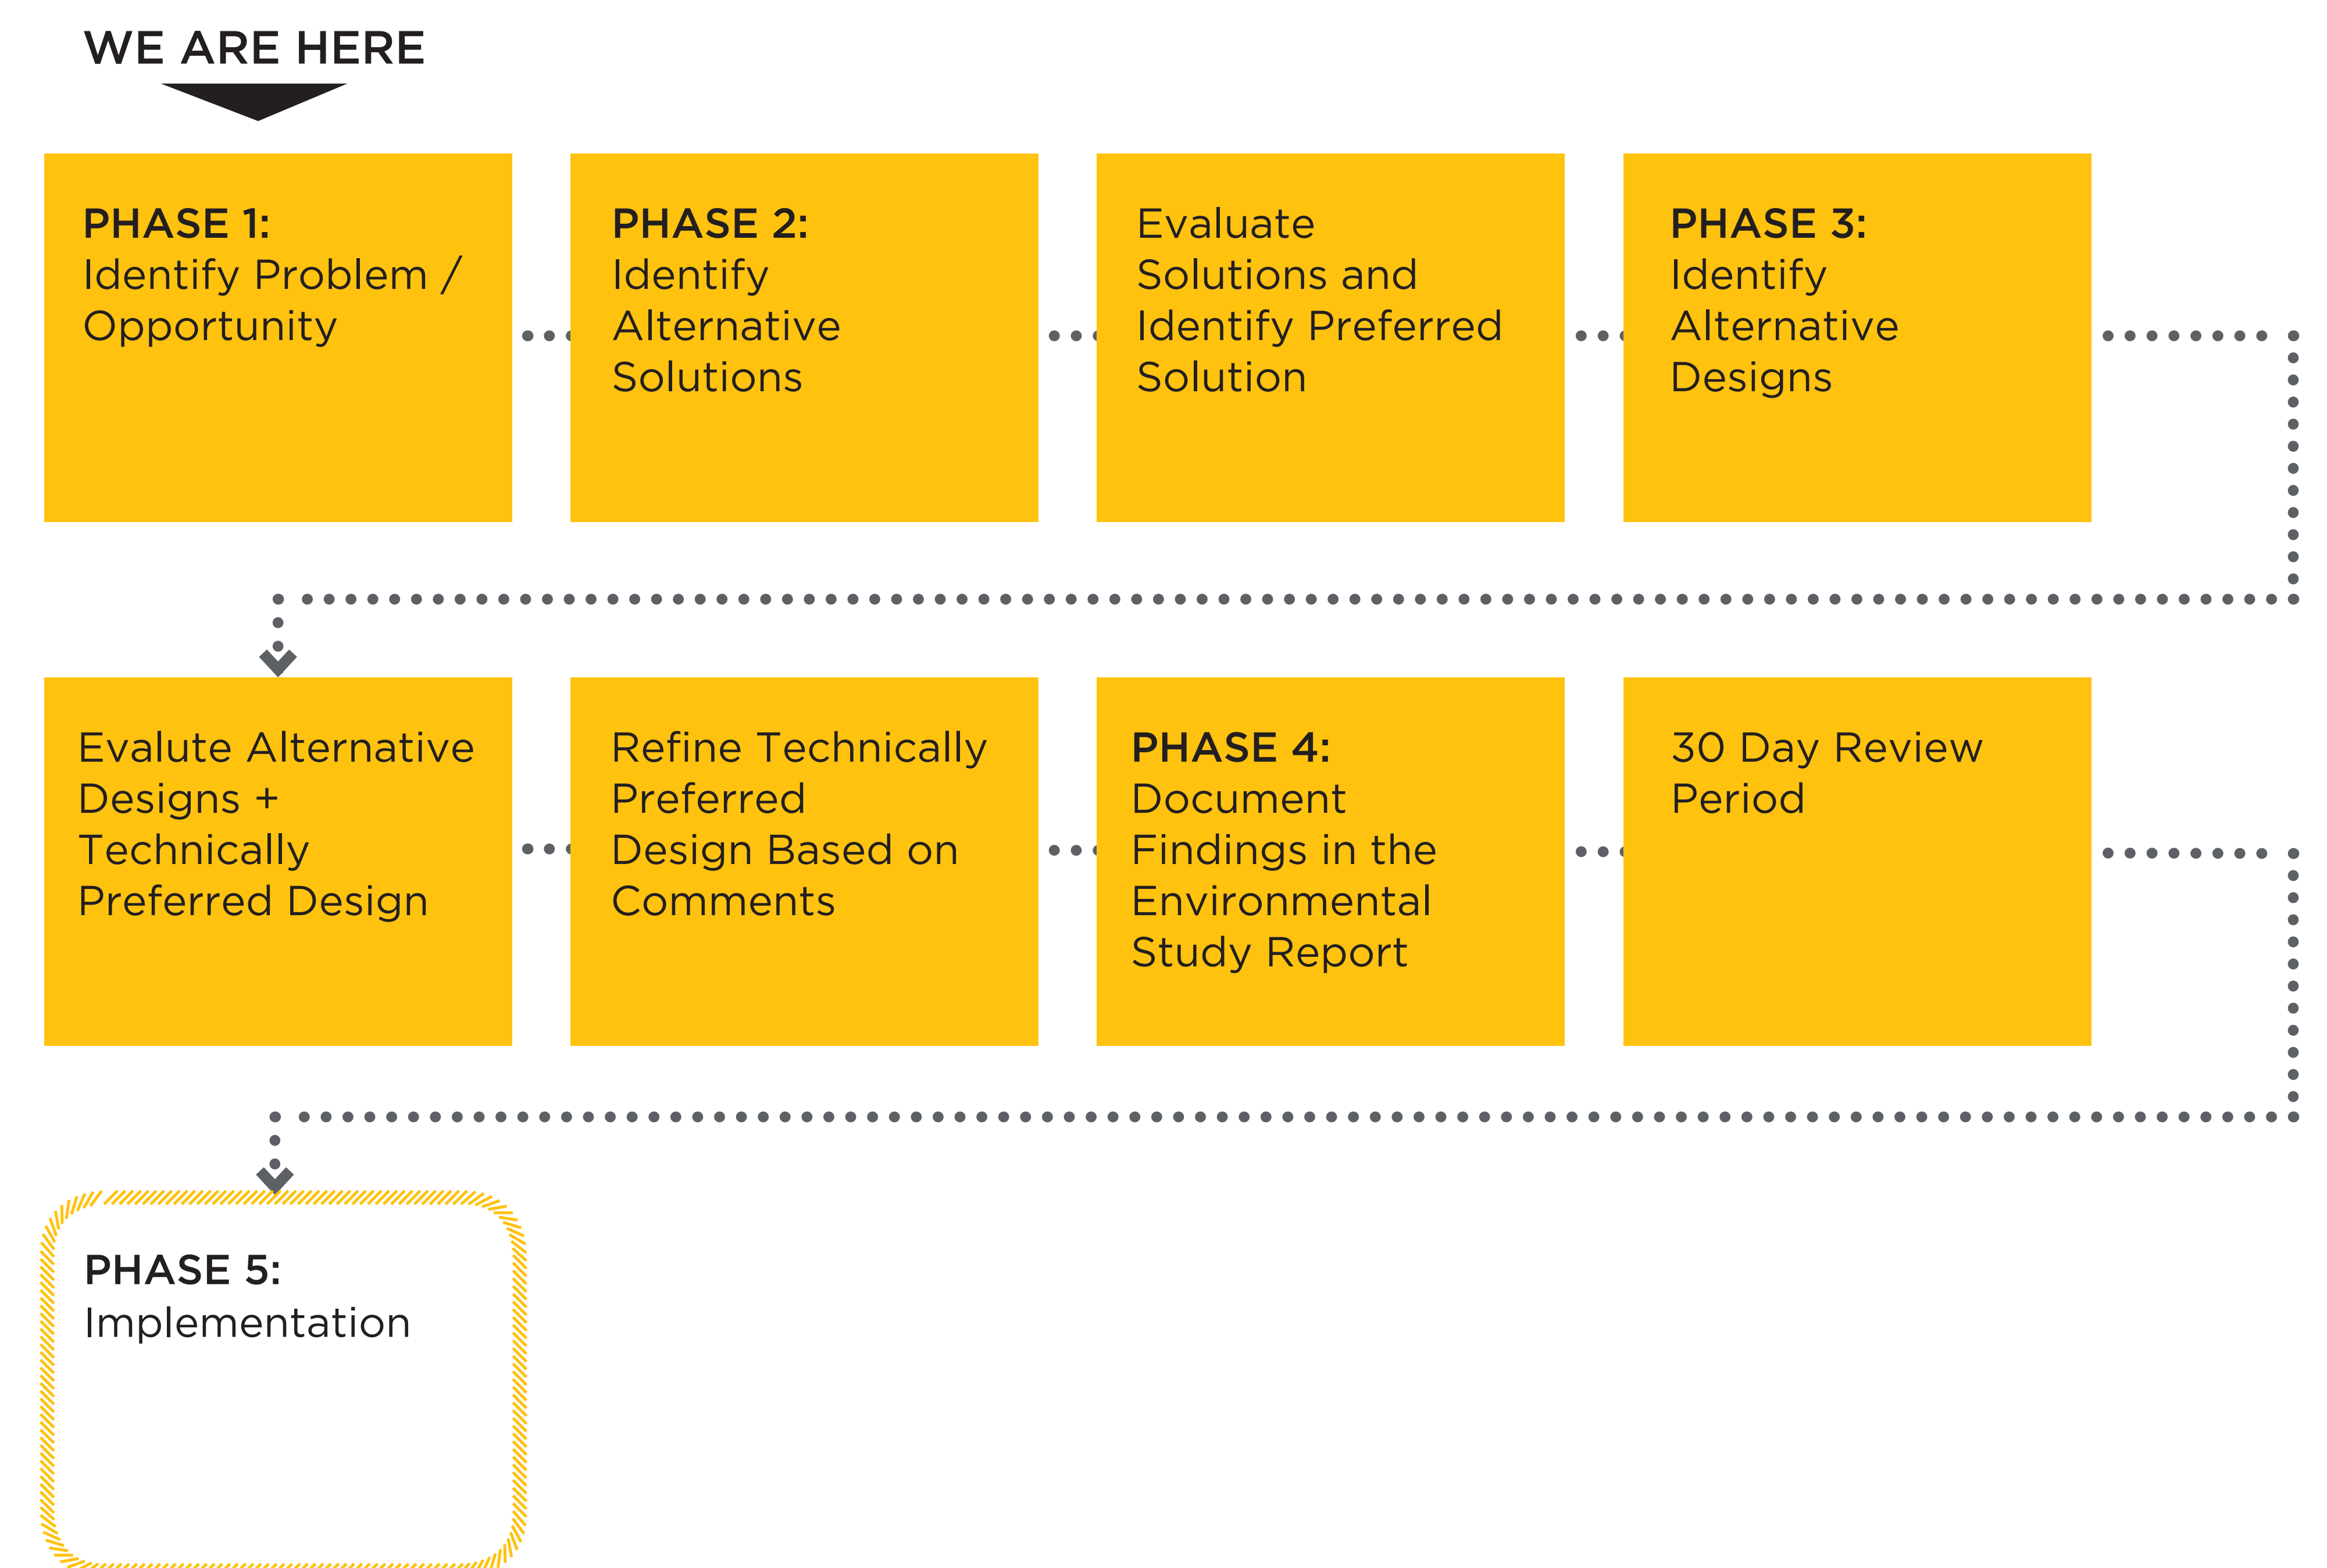 WE ARE HERE
PHASE 1:
Identify Problem /
Opportunity
PHASE 2:
Identify
Alternative
Solutions
Evaluate
Solutions and
Identify Preferred
Solution
PHASE 3:
Identify
Alternative
Designs
Evalute Alternative
Designs +
Technically
Preferred Design
Refine Technically
Preferred
Design Based on
Comments
PHASE 4:
Document
Findings in the
Environmental
Study Report
30 Day Review
Period
PHASE 5:
Implementation